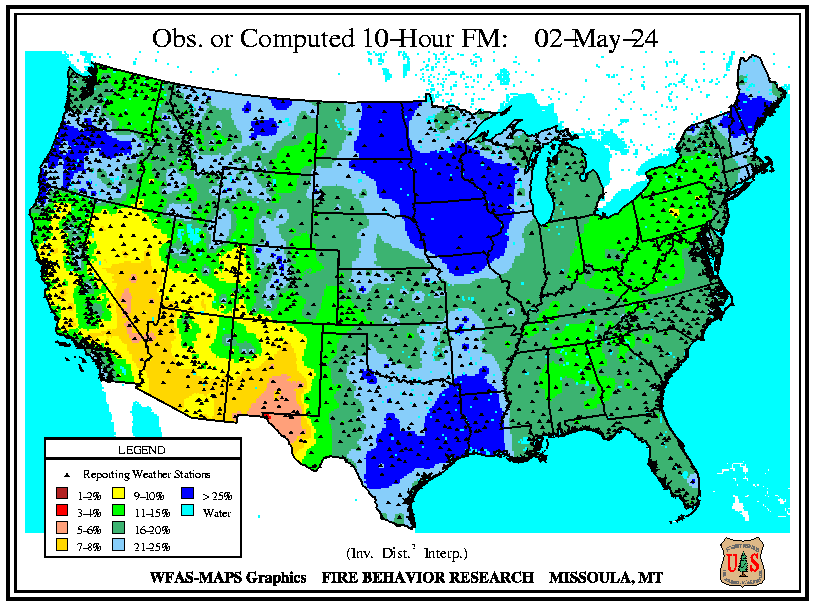 Obs. or Computed 10-Hour FM: 02-May-24
LEGEND
Reporting Weather Stations
1-2% 9-10% > 25%
3-4% 11-15% Water
5-6% 16-20%
7-8% 21-25%
(Inv. Dist.² Interp.)
WFAS-MAPS Graphics FIRE BEHAVIOR RESEARCH MISSOULA, MT
U S